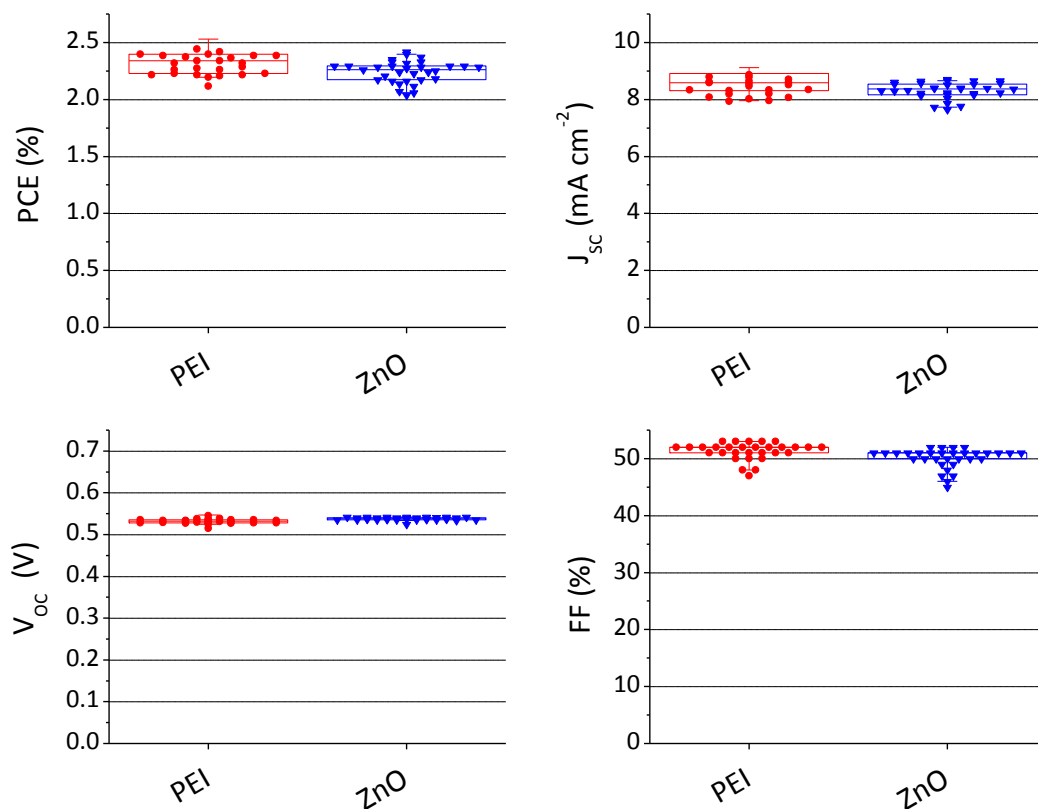 2.5
2.0
1.5
1.0
0.5
0.0
PCE (%)
PEI
ZnO
10
8
6
4
2
0
J_SC (mA cm⁻²)
PEI
ZnO
0.7
0.6
0.5
0.4
0.3
0.2
0.1
0.0
V_OC (V)
PEI
ZnO
50
40
30
20
10
0
FF (%)
PEI
ZnO